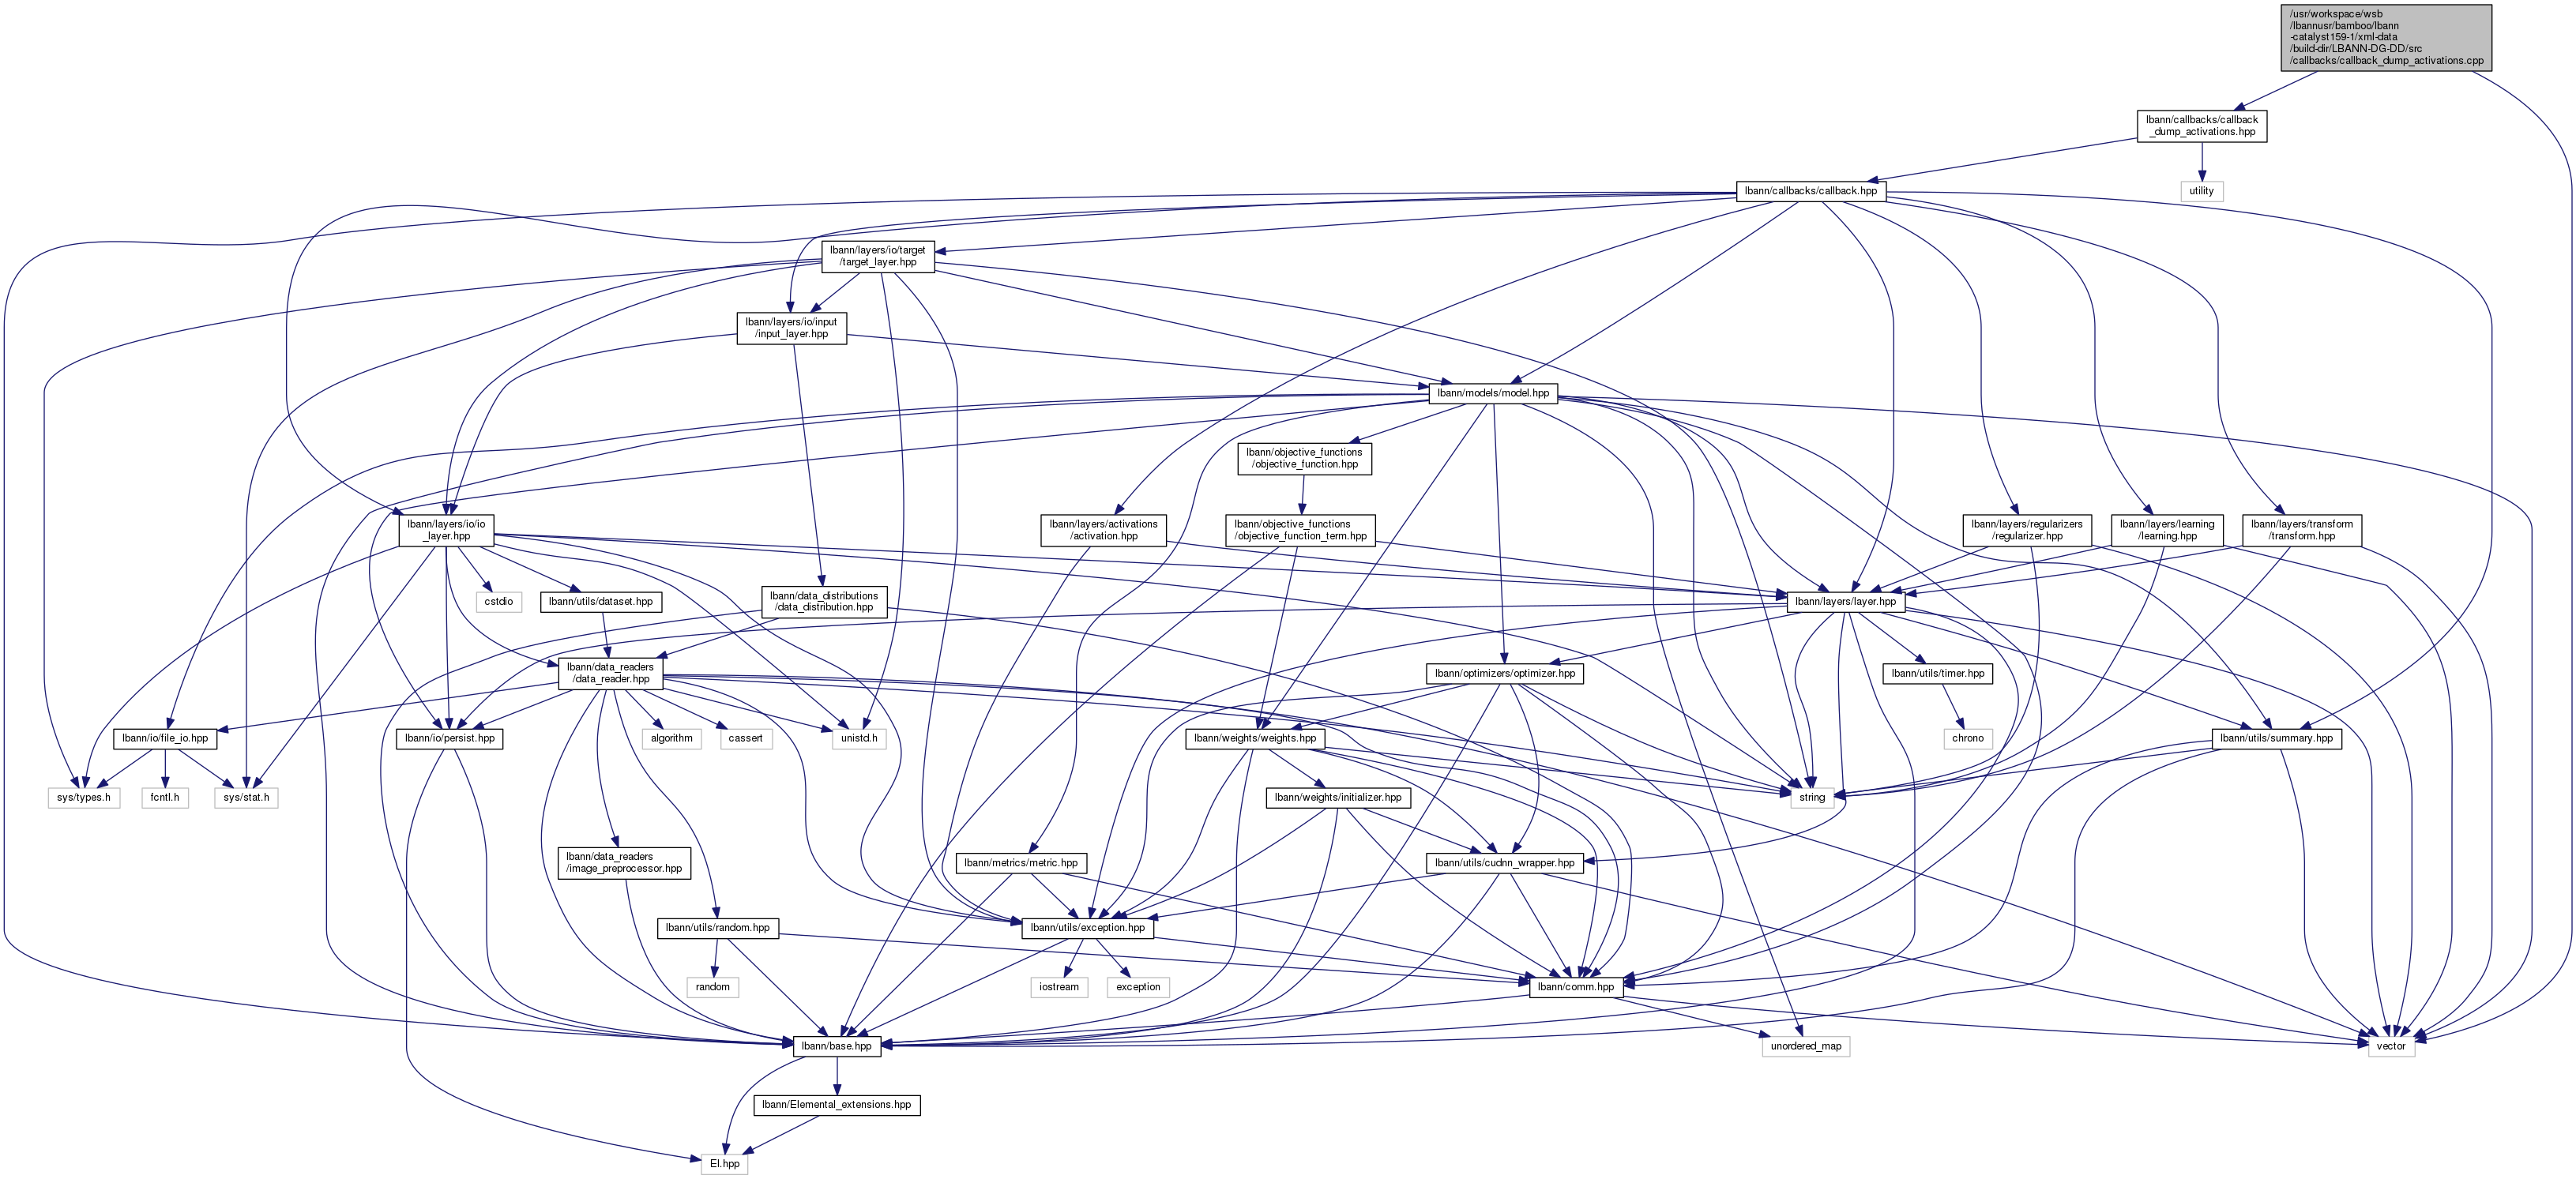 /usr/workspace/wsb
/lbannusr/bamboo/lbann
-catalyst159-1/xml-data
/build-dir/LBANN-DG-DD/src
/callbacks/callback_dump_activations.cpp
lbann/callbacks/callback
_dump_activations.hpp
lbann/callbacks/callback.hpp
utility
lbann/layers/io/target
/target_layer.hpp
lbann/layers/io/input
/input_layer.hpp
lbann/models/model.hpp
lbann/objective_functions
/objective_function.hpp
lbann/layers/io/io
_layer.hpp
lbann/layers/activations
/activation.hpp
lbann/objective_functions
/objective_function_term.hpp
lbann/layers/regularizers
/regularizer.hpp
lbann/layers/learning
/learning.hpp
lbann/layers/transform
/transform.hpp
cstdio
lbann/utils/dataset.hpp
lbann/data_distributions
/data_distribution.hpp
lbann/layers/layer.hpp
lbann/data_readers
/data_reader.hpp
lbann/optimizers/optimizer.hpp
lbann/utils/timer.hpp
lbann/io/file_io.hpp
lbann/io/persist.hpp
algorithm
cassert
unistd.h
lbann/weights/weights.hpp
chrono
lbann/utils/summary.hpp
sys/types.h
fcntl.h
sys/stat.h
lbann/weights/initializer.hpp
string
lbann/data_readers
/image_preprocessor.hpp
lbann/metrics/metric.hpp
lbann/utils/cudnn_wrapper.hpp
lbann/utils/random.hpp
lbann/utils/exception.hpp
random
iostream
exception
lbann/comm.hpp
lbann/base.hpp
unordered_map
vector
lbann/Elemental_extensions.hpp
El.hpp